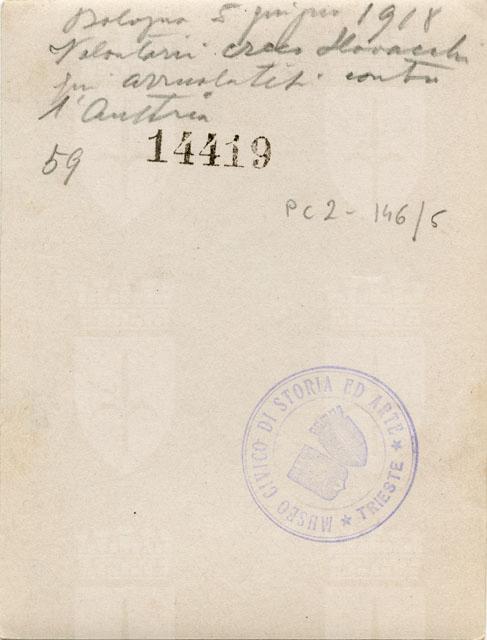 Bologna 5 giugno 1918
Volontari czeco slovacchi
qui arruolatisi contro
l'Austria
59
14419
PC2-146/5
MUSEO CIVICO DI STORIA ED ARTE
★ TRIESTE ★